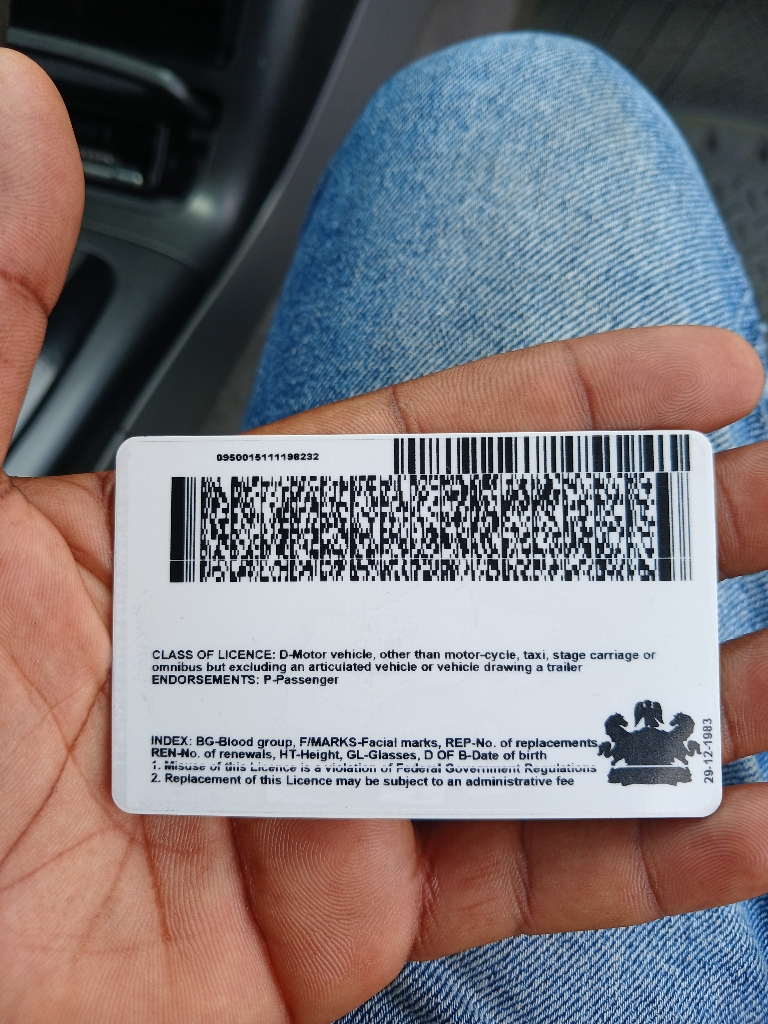 0950015111198232
CLASS OF LICENCE: D-Motor vehicle, other than motor-cycle, taxi, stage carriage or
omnibus but excluding an articulated vehicle or vehicle drawing a trailer
ENDORSEMENTS: P-Passenger
INDEX: BG-Blood group, F/MARKS-Facial marks, REP-No. of replacements,
REN-No. of renewals, HT-Height, GL-Glasses, D OF B-Date of birth
1. Misuse of this Licence is a violation of Federal Government Regulations
2. Replacement of this Licence may be subject to an administrative fee
29-12-1983